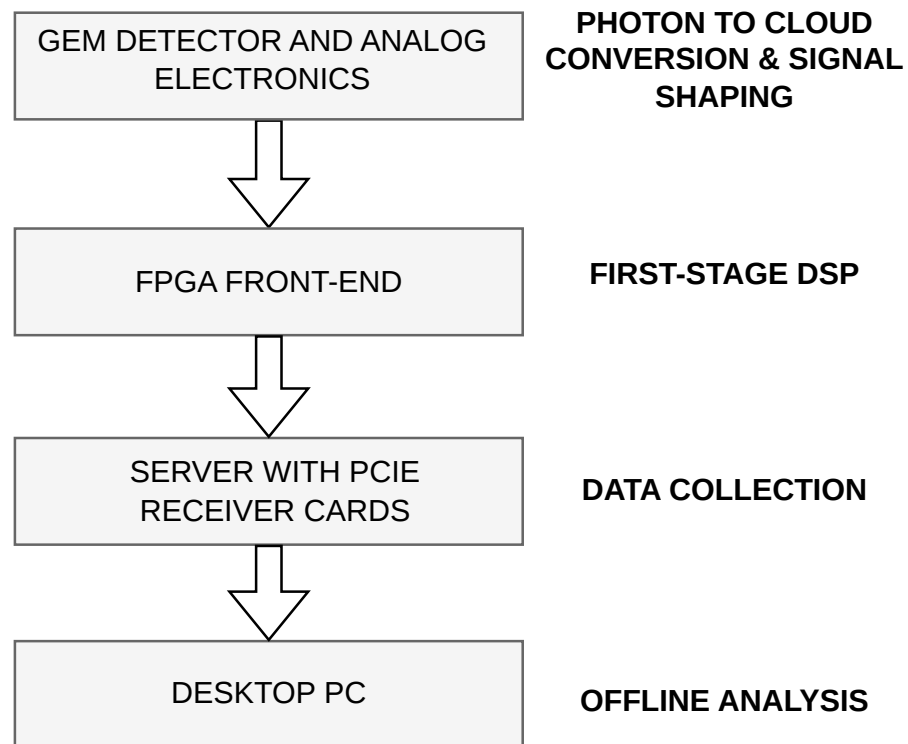 GEM DETECTOR AND ANALOG
ELECTRONICS
PHOTON TO CLOUD
CONVERSION & SIGNAL
SHAPING
FPGA FRONT-END
FIRST-STAGE DSP
SERVER WITH PCIE
RECEIVER CARDS
DATA COLLECTION
DESKTOP PC
OFFLINE ANALYSIS